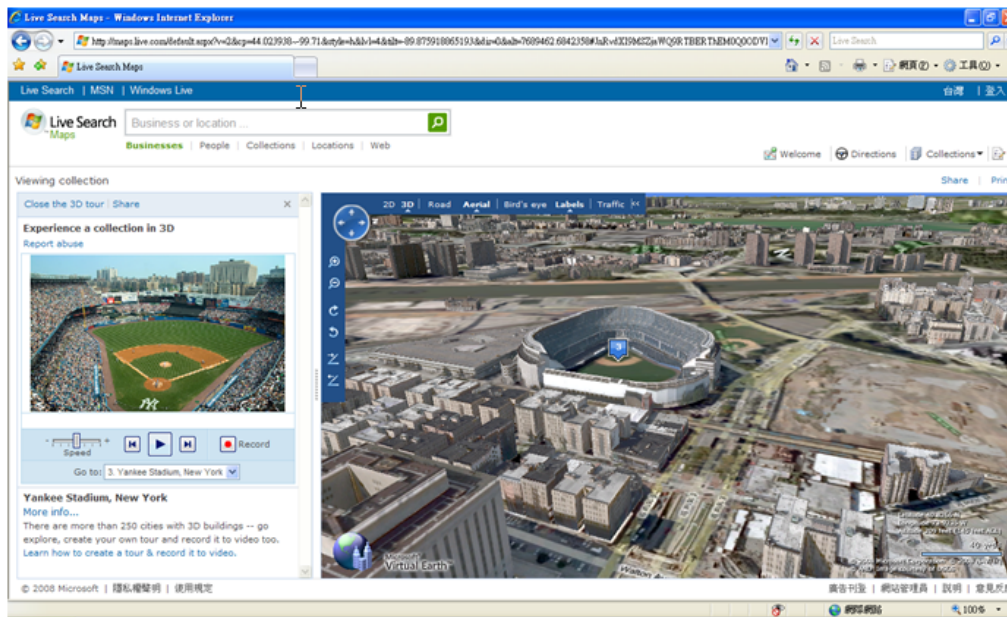 Live Search Maps - Windows Internet Explorer
Live Search
Live Search Maps
網頁(P)
工具(O)
Live Search | MSN | Windows Live
台灣 | 登入
Live Search
Maps
Business or location ...
Businesses | People | Collections | Locations | Web
Welcome
Directions
Collections
Viewing collection
Share | Prin
Close the 3D tour | Share
2D 3D Road Aerial Bird's eye Labels Traffic
Experience a collection in 3D
Report abuse
3
NY
- +
Speed
Record
Go to: 3. Yankee Stadium, New York
Yankee Stadium, New York
More info...
There are more than 250 cities with 3D buildings -- go
explore, create your own tour and record it to video too.
Learn how to create a tour & record it to video.
Microsoft
Virtual Earth
Walton
© 2008 Microsoft | 隱私權聲明 | 使用規定
廣告刊登 | 網站管理員 | 說明 | 意見反
網際網路
100%